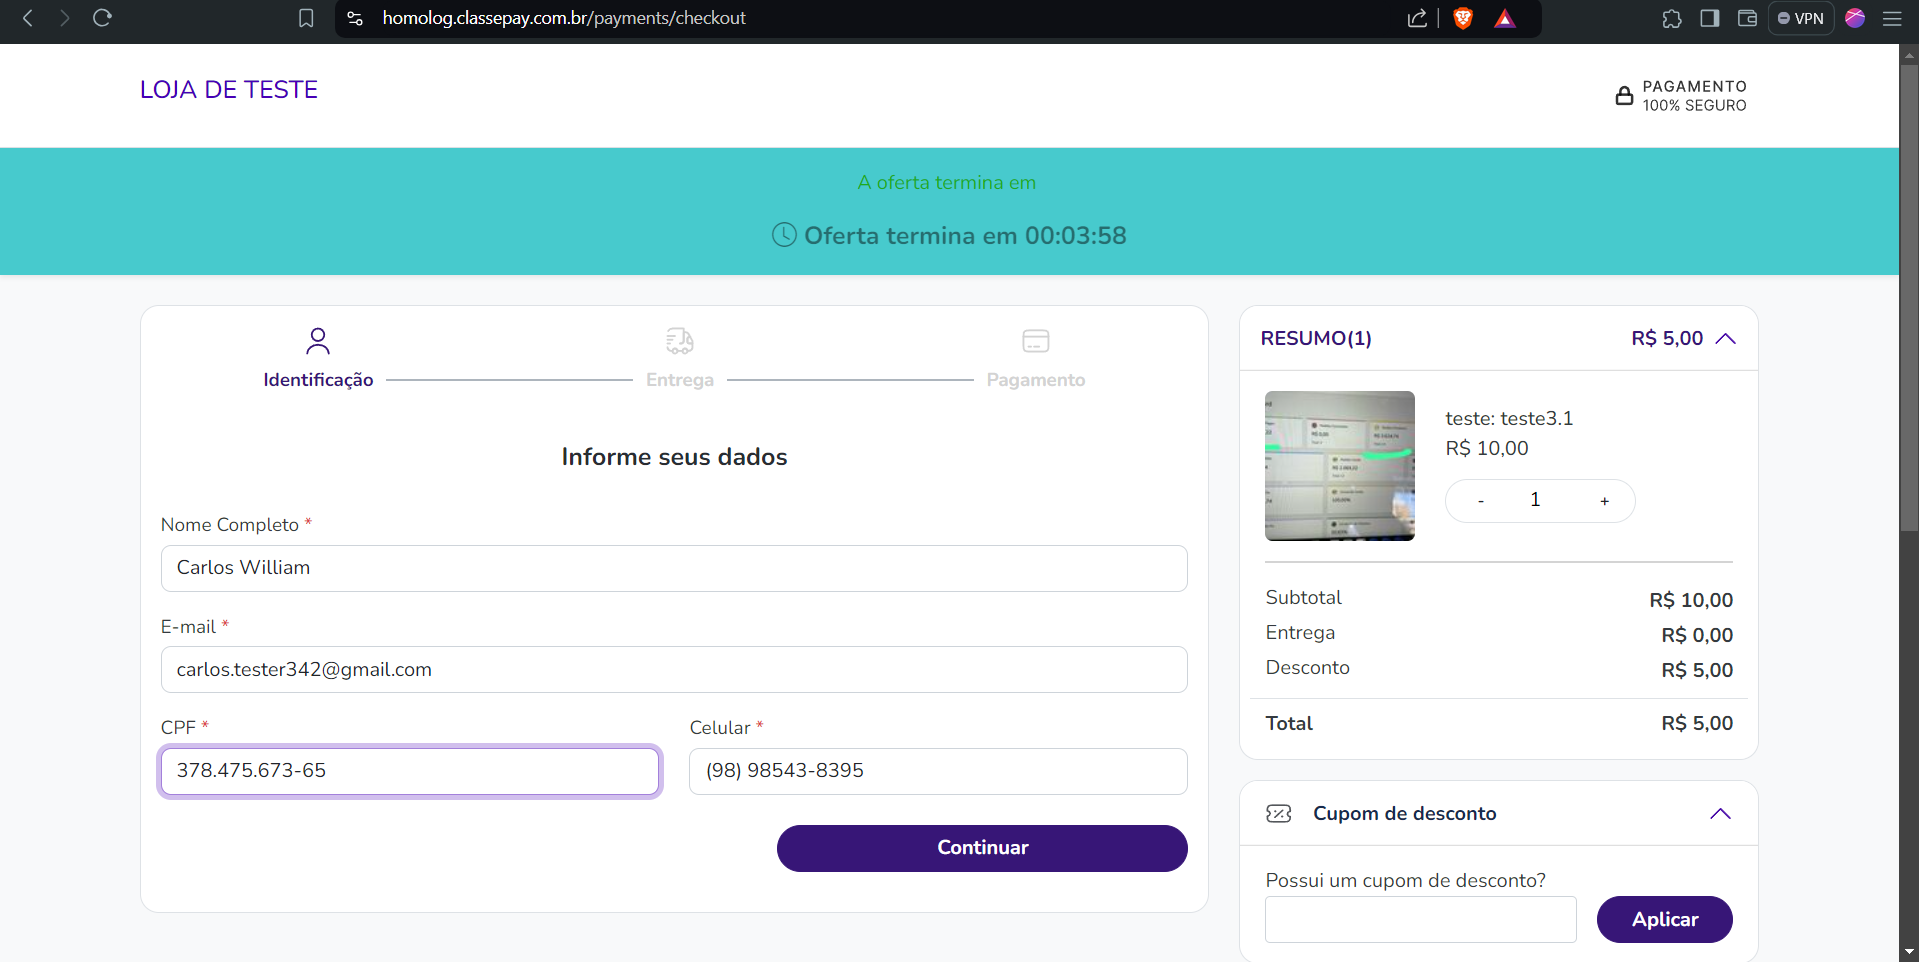 homolog.classepay.com.br/payments/checkout
VPN
LOJA DE TESTE
PAGAMENTO
100% SEGURO
A oferta termina em
Oferta termina em 00:03:58
Identificação
Entrega
Pagamento
Informe seus dados
Nome Completo *
Carlos William
E-mail *
carlos.tester342@gmail.com
CPF *
378.475.673-65
Celular *
(98) 98543-8395
Continuar
RESUMO(1) R$ 5,00
teste: teste3.1
R$ 10,00
- 1 +
Subtotal R$ 10,00
Entrega R$ 0,00
Desconto R$ 5,00
Total R$ 5,00
Cupom de desconto
Possui um cupom de desconto?
Aplicar